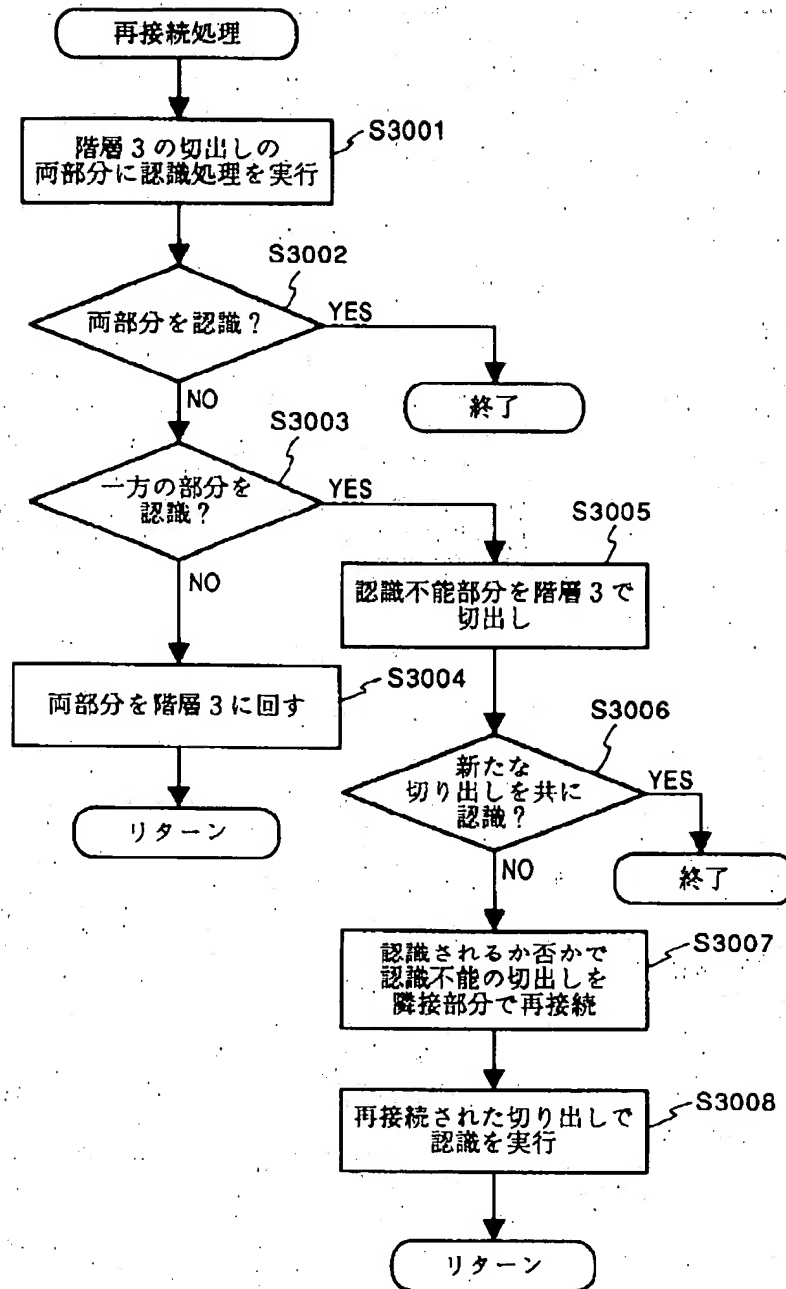 再接続処理
S3001
階層3の切出しの
両部分に認識処理を実行
S3002
両部分を認識?
YES
NO
終了
S3003
一方の部分を
認識?
YES
NO
S3005
認識不能部分を階層3で
切出し
S3004
両部分を階層3に回す
リターン
S3006
新たな
切り出しを共に
認識?
YES
NO
終了
S3007
認識されるか否かで
認識不能の切出しを
隣接部分で再接続
S3008
再接続された切り出しで
認識を実行
リターン